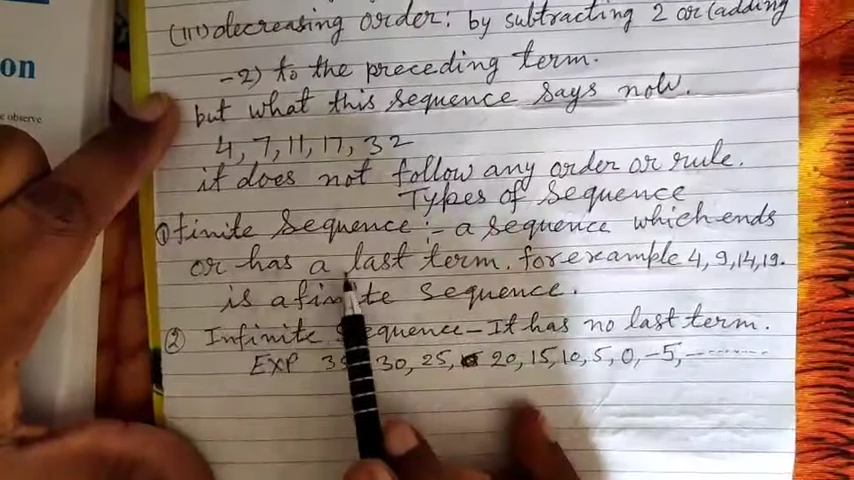 (iii) decreasing order: by subtracting 2 or (adding
-2) to the preceding term.
but what this sequence says now.
4, 7, 11, 17, 32
it does not follow any order or rule.
Types of Sequence
① finite Sequence :- a sequence which ends
or has a last term. for example 4, 9, 14, 19.
is a finite sequence.
② Infinite sequence - It has no last term.
EXP 35, 30, 25, 20, 15, 10, 5, 0, -5, ---------
on
observe